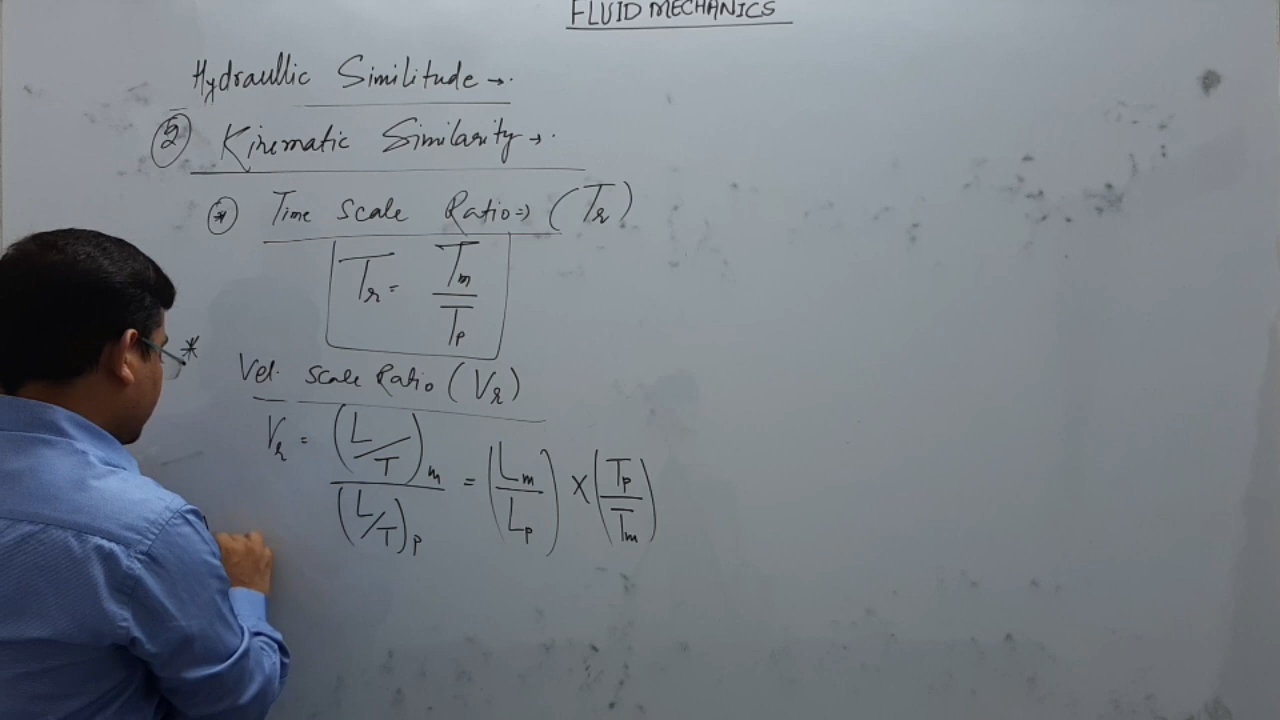 FLUID MECHANICS
Hydraullic Similitude →.
② Kinematic Similarity →.
* Time Scale Ratio ⇒ (Tr)
Tr = Tm / Tp
* Vel. Scale Ratio (Vr)
Vr = (L/T)m / (L/T)p = (Lm / Lp) × (Tp / Tm)